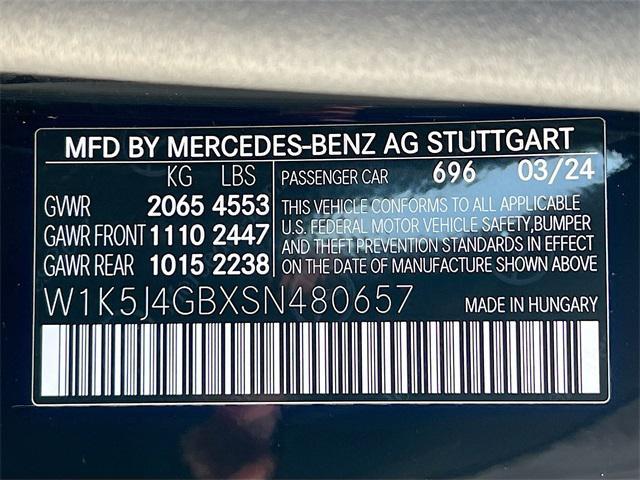 MFD BY MERCEDES-BENZ AG STUTTGART
KG LBS
GVWR 2065 4553
GAWR FRONT 1110 2447
GAWR REAR 1015 2238
PASSENGER CAR 696 03/24
THIS VEHICLE CONFORMS TO ALL APPLICABLE
U.S. FEDERAL MOTOR VEHICLE SAFETY,BUMPER
AND THEFT PREVENTION STANDARDS IN EFFECT
ON THE DATE OF MANUFACTURE SHOWN ABOVE.
W1K5J4GBXSN480657
MADE IN HUNGARY